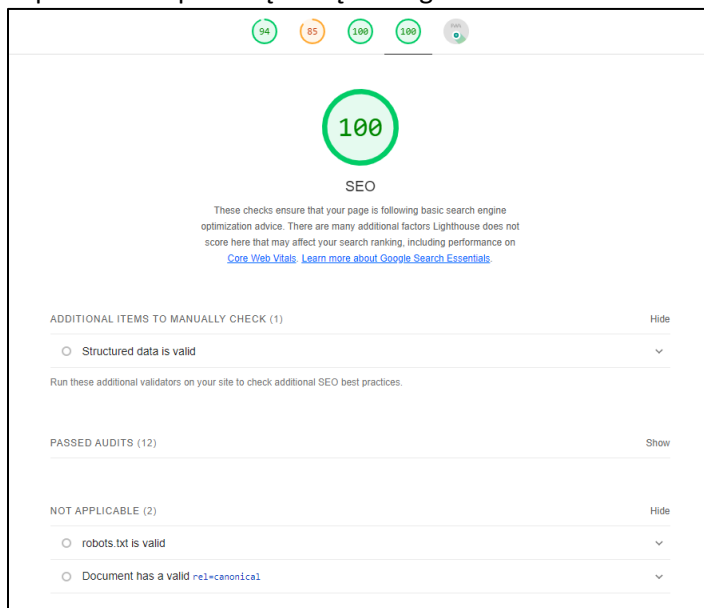 94 85 100 100 PWA
100
SEO
These checks ensure that your page is following basic search engine
optimization advice. There are many additional factors Lighthouse does not
score here that may affect your search ranking, including performance on
Core Web Vitals. Learn more about Google Search Essentials.
ADDITIONAL ITEMS TO MANUALLY CHECK (1) Hide
Structured data is valid
Run these additional validators on your site to check additional SEO best practices.
PASSED AUDITS (12) Show
NOT APPLICABLE (2) Hide
robots.txt is valid
Document has a valid rel=canonical